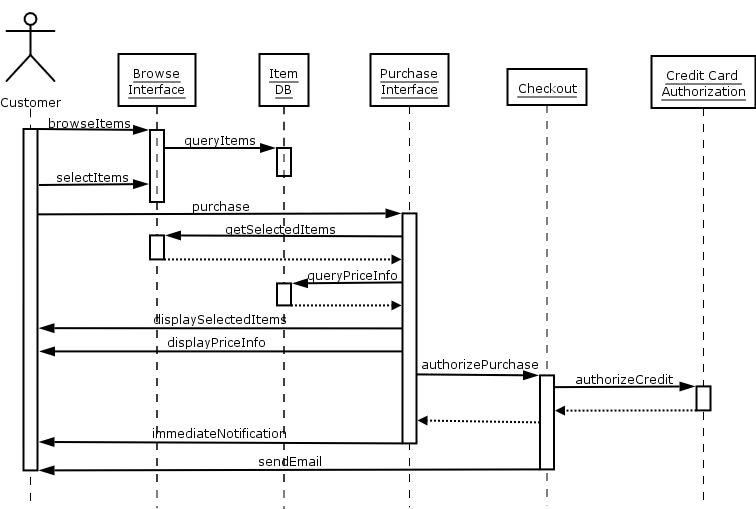 Customer
Browse
Interface
Item
DB
Purchase
Interface
Checkout
Credit Card
Authorization
browseItems
queryItems
selectItems
purchase
getSelectedItems
queryPriceInfo
displaySelectedItems
displayPriceInfo
authorizePurchase
authorizeCredit
immediateNotification
sendEmail